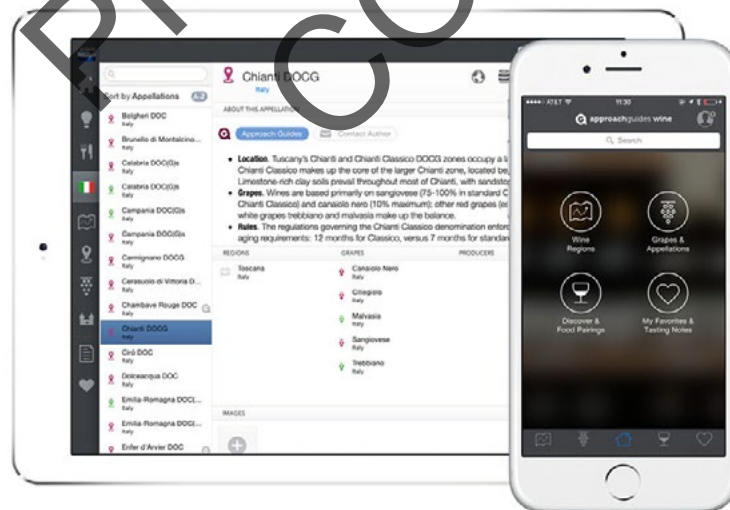 Chianti DOCG
Italy
Sort by Appellations A-Z
ABOUT THIS APPELLATION
Approach Guides Contact Author
Bolgheri DOC
Italy
Brunello di Montalcino...
Italy
Calabria DOC(G)s
Italy
Calabria DOC(G)s
Italy
Campania DOC(G)s
Italy
Campania DOC(G)s
Italy
Carmignano DOCG
Italy
Cerasuolo di Vittoria D...
Italy
Chambave Rouge DOC
Italy
Chianti DOCG
Italy
Cirò DOC
Italy
Dolceacqua DOC
Italy
Emilia-Romagna DOC(...
Italy
Emilia-Romagna DOC(...
Italy
Enfer d'Arvier DOC
Italy
• Location. Tuscany's Chianti and Chianti Classico DOCG zones occupy a
Chianti Classico makes up the core of the larger Chianti zone, located be
Limestone-rich clay soils prevail throughout most of Chianti, with sandsto
• Grapes. Wines are based primarily on sangiovese (75-100% in standard C
Chianti Classico) and canaiolo nero (10% maximum); other red grapes
white grapes trebbiano and malvasia make up the balance.
• Rules. The regulations governing the Chianti Classico denomination enforc
aging requirements: 12 months for Classico, versus 7 months for standar
REGIONS GRAPES PRODUCERS
Toscana
Italy
Canaiolo Nero
Italy
Ciliegiolo
Italy
Malvasia
Italy
Sangiovese
Italy
Trebbiano
Italy
IMAGES
AT&T 11:30
approachguides wine
Search
Wine
Regions
Grapes &
Appellations
Discover &
Food Pairings
My Favorites &
Tasting Notes